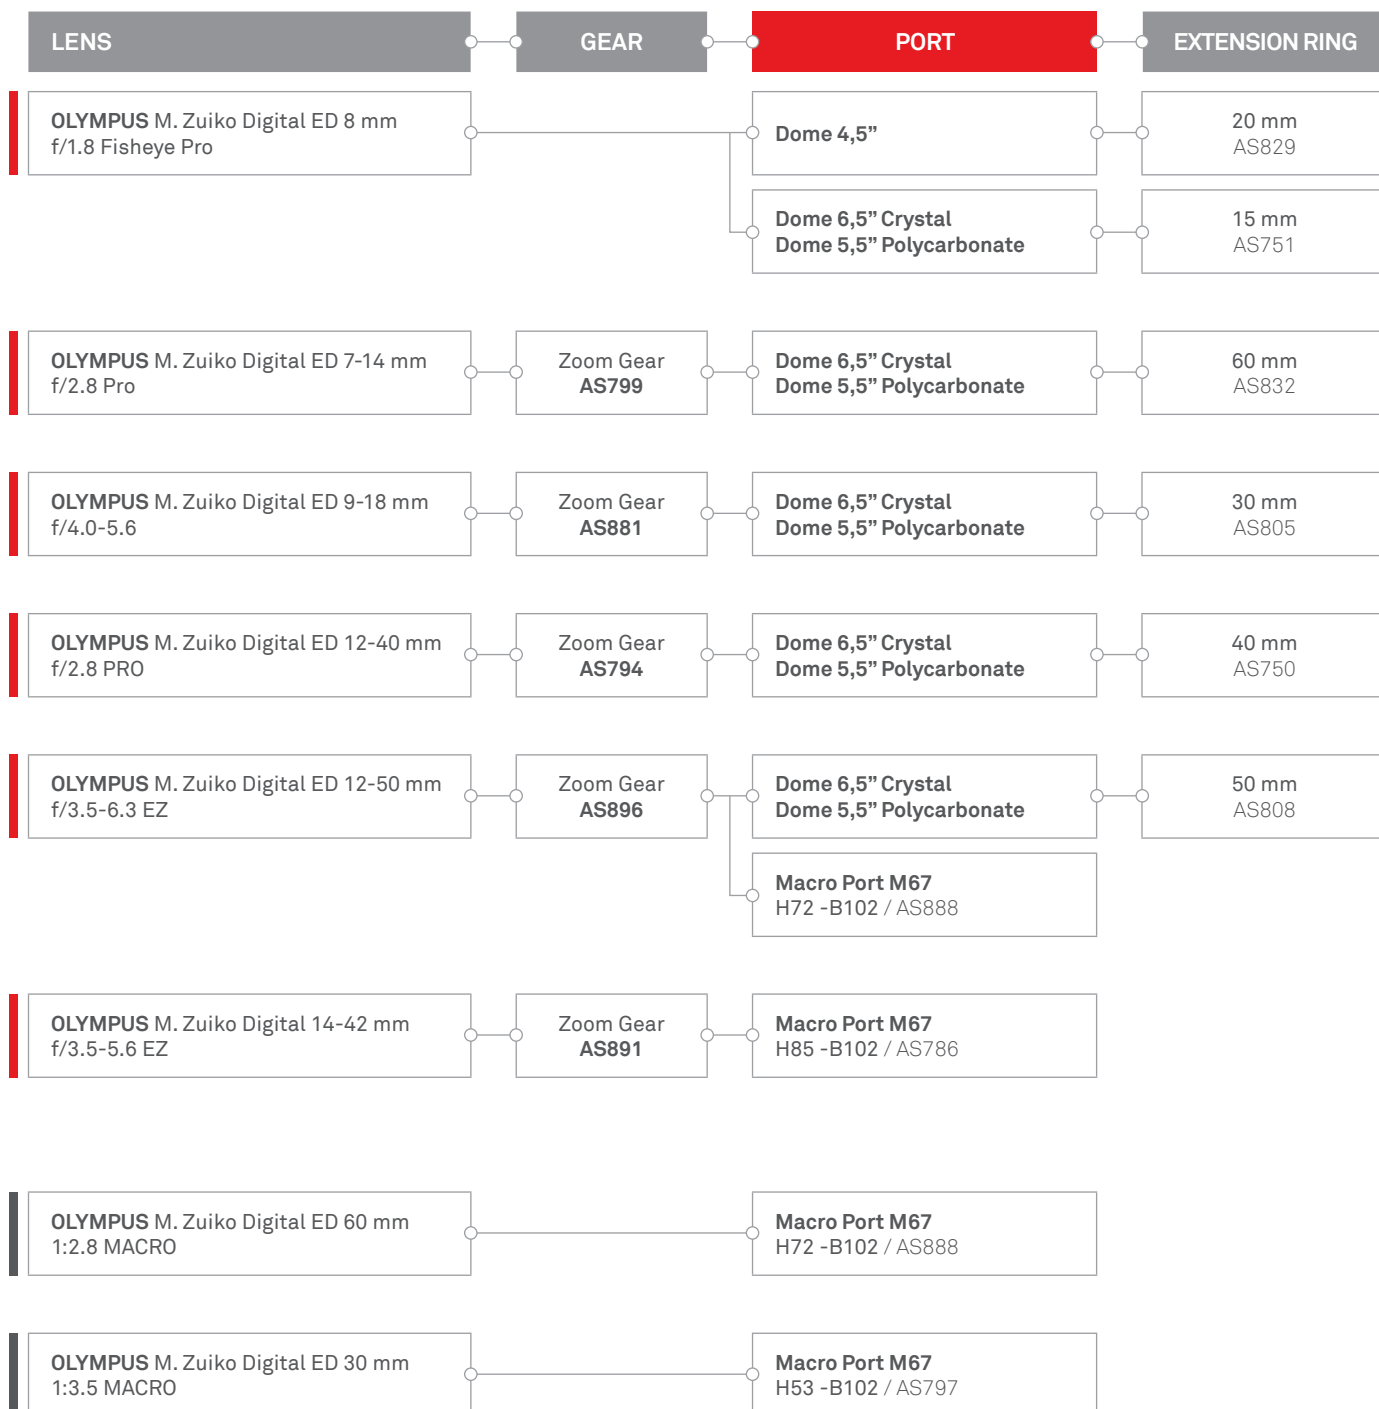 LENS GEAR PORT EXTENSION RING
OLYMPUS M. Zuiko Digital ED 8 mm
f/1.8 Fisheye Pro
Dome 4,5”
20 mm
AS829
Dome 6,5” Crystal
Dome 5,5” Polycarbonate
15 mm
AS751
OLYMPUS M. Zuiko Digital ED 7-14 mm
f/2.8 Pro
Zoom Gear
AS799
Dome 6,5” Crystal
Dome 5,5” Polycarbonate
60 mm
AS832
OLYMPUS M. Zuiko Digital ED 9-18 mm
f/4.0-5.6
Zoom Gear
AS881
Dome 6,5” Crystal
Dome 5,5” Polycarbonate
30 mm
AS805
OLYMPUS M. Zuiko Digital ED 12-40 mm
f/2.8 PRO
Zoom Gear
AS794
Dome 6,5” Crystal
Dome 5,5” Polycarbonate
40 mm
AS750
OLYMPUS M. Zuiko Digital ED 12-50 mm
f/3.5-6.3 EZ
Zoom Gear
AS896
Dome 6,5” Crystal
Dome 5,5” Polycarbonate
50 mm
AS808
Macro Port M67
H72 -B102 / AS888
OLYMPUS M. Zuiko Digital 14-42 mm
f/3.5-5.6 EZ
Zoom Gear
AS891
Macro Port M67
H85 -B102 / AS786
OLYMPUS M. Zuiko Digital ED 60 mm
1:2.8 MACRO
Macro Port M67
H72 -B102 / AS888
OLYMPUS M. Zuiko Digital ED 30 mm
1:3.5 MACRO
Macro Port M67
H53 -B102 / AS797